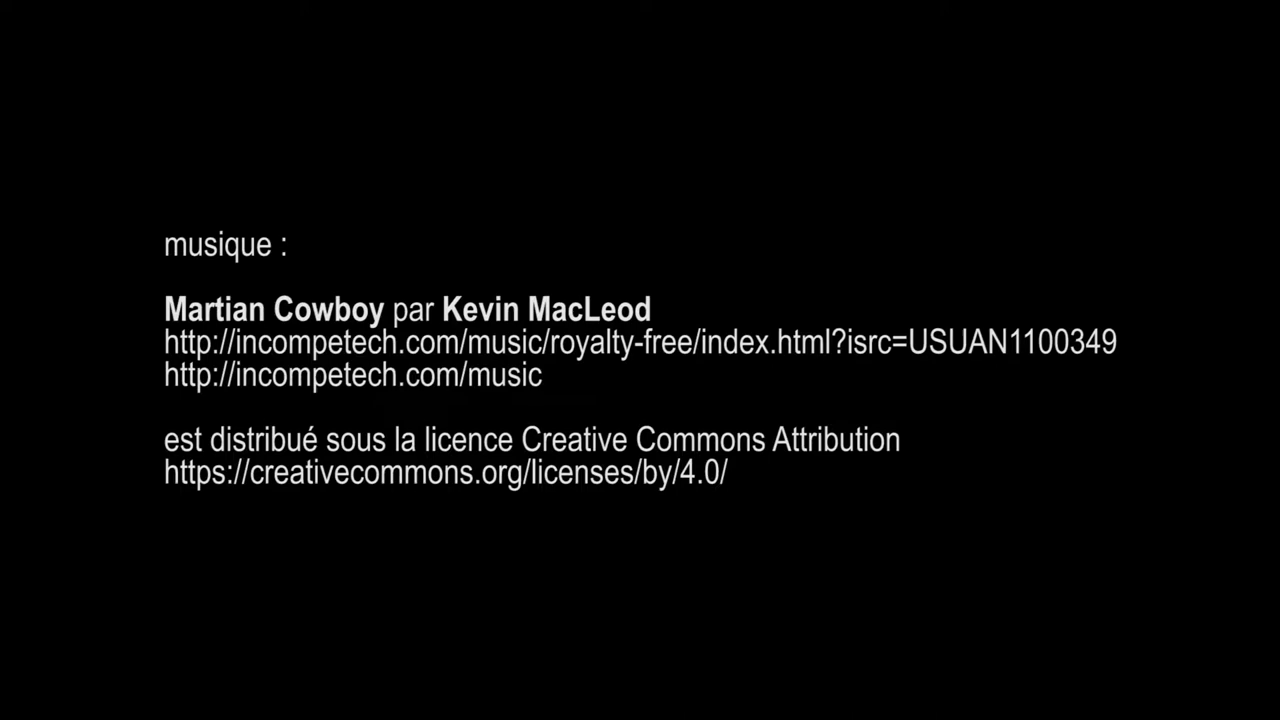 musique :
Martian Cowboy par Kevin MacLeod
http://incompetech.com/music/royalty-free/index.html?isrc=USUAN1100349
http://incompetech.com/music
est distribué sous la licence Creative Commons Attribution
https://creativecommons.org/licenses/by/4.0/